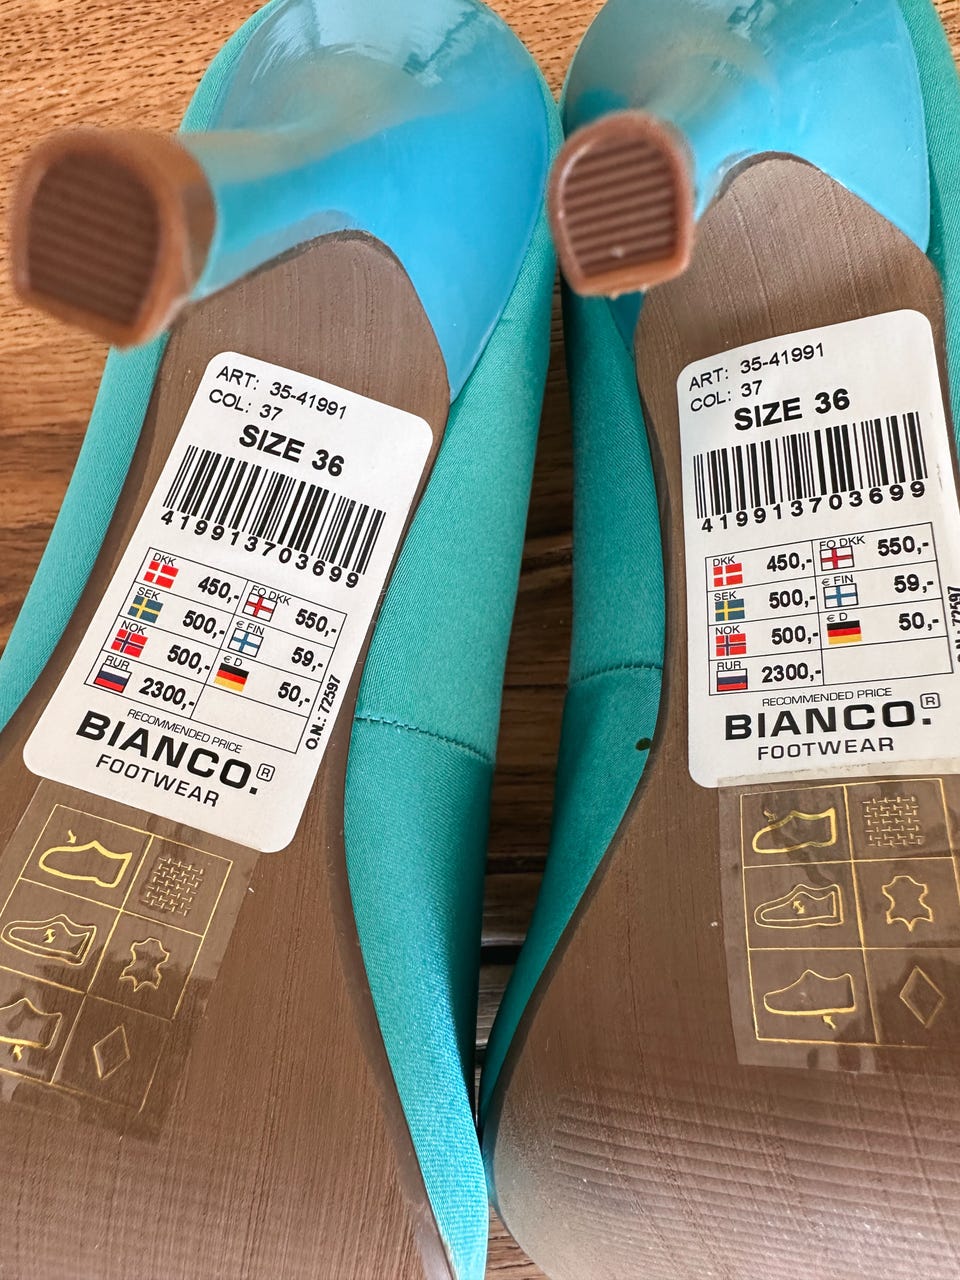 ART: 35-41991
COL: 37
SIZE 36
419913703699
DKK 450,- FO DKK 550,-
SEK 500,- € FIN 59,-
NOK 500,- € D 50,-
RUR 2300,-
O.N.: 72597
RECOMMENDED PRICE
BIANCO.®
FOOTWEAR
ART: 35-41991
COL: 37
SIZE 36
419913703699
DKK 450,- FO DKK 550,-
SEK 500,- € FIN 59,-
NOK 500,- € D 50,-
RUR 2300,-
O.N.: 72597
RECOMMENDED PRICE
BIANCO.®
FOOTWEAR